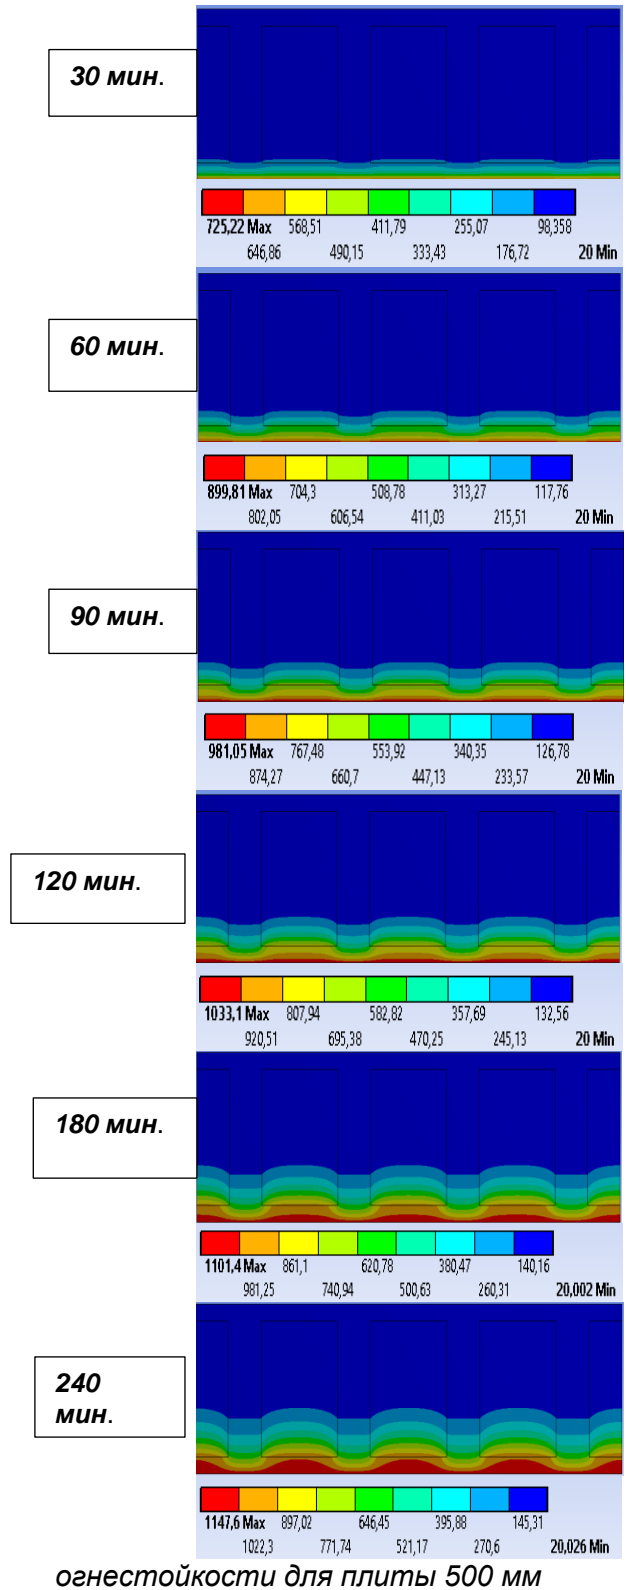 30 мин.
725,22 Max 568,51 411,79 255,07 98,358
646,86 490,15 333,43 176,72 20 Min
60 мин.
899,81 Max 704,3 508,78 313,27 117,76
802,05 606,54 411,03 215,51 20 Min
90 мин.
981,05 Max 767,48 553,92 340,35 126,78
874,27 660,7 447,13 233,57 20 Min
120 мин.
1033,1 Max 807,94 582,82 357,69 132,56
920,51 695,38 470,25 245,13 20 Min
180 мин.
1101,4 Max 861,1 620,78 380,47 140,16
981,25 740,94 500,63 260,31 20,002 Min
240
мин.
1147,6 Max 897,02 646,45 395,88 145,31
1022,3 771,74 521,17 270,6 20,026 Min
огнестойкости для плиты 500 мм